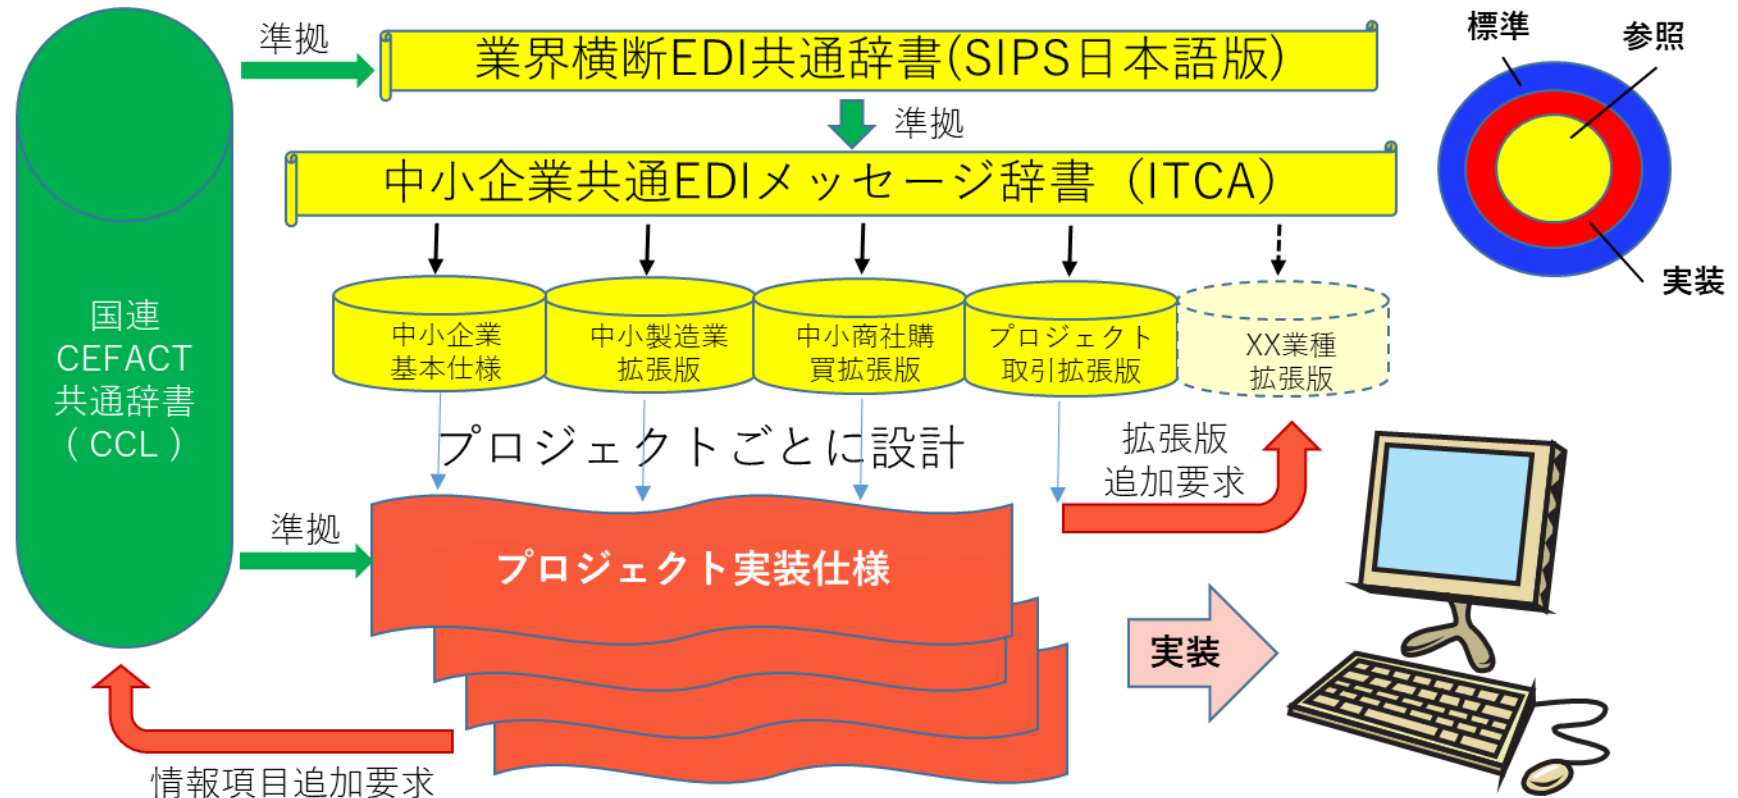 準拠
業界横断EDI共通辞書(SIPS日本語版)
標準
参照
準拠
中小企業共通EDIメッセージ辞書（ITCA）
実装
国連
CEFACT
共通辞書
( CCL )
中小企業
基本仕様
中小製造業
拡張版
中小商社購
買拡張版
プロジェクト
取引拡張版
XX業種
拡張版
プロジェクトごとに設計
拡張版
追加要求
準拠
プロジェクト実装仕様
実装
情報項目追加要求